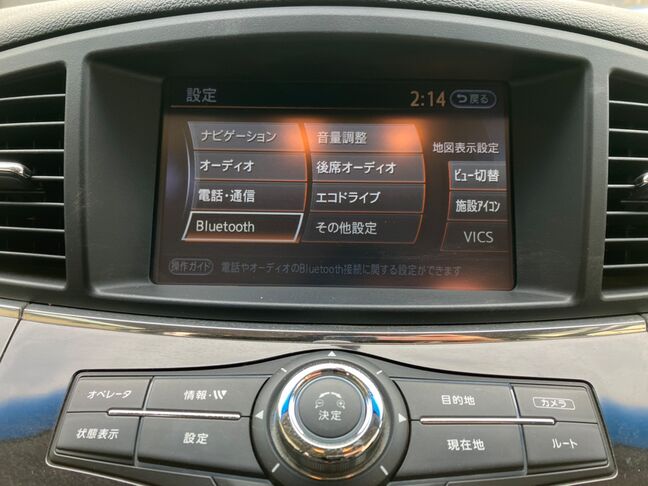 設定
2:14 戻る
ナビゲーション 音量調整
地図表示設定
オーディオ 後席オーディオ
ビュー切替
電話・通信 エコドライブ
施設アイコン
Bluetooth その他設定
VICS
操作ガイド 電話やオーディオのBluetooth接続に関する設定ができます
オペレータ 情報・VV 目的地 カメラ
決定
状態表示 設定 現在地 ルート